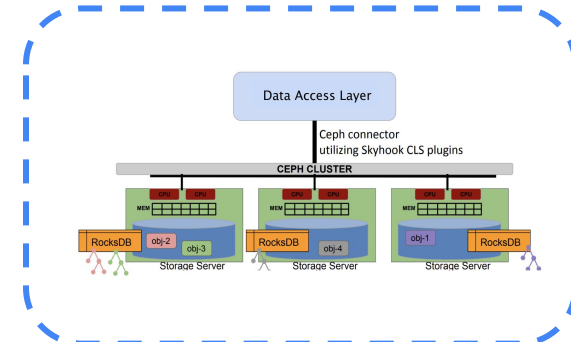 Data Access Layer
Ceph connector
utilizing Skyhook CLS plugins
CEPH CLUSTER
CPU CPU CPU CPU CPU CPU
MEM MEM MEM
RocksDB obj-2 obj-3 RocksDB obj-4 obj-1 RocksDB
Storage Server Storage Server Storage Server